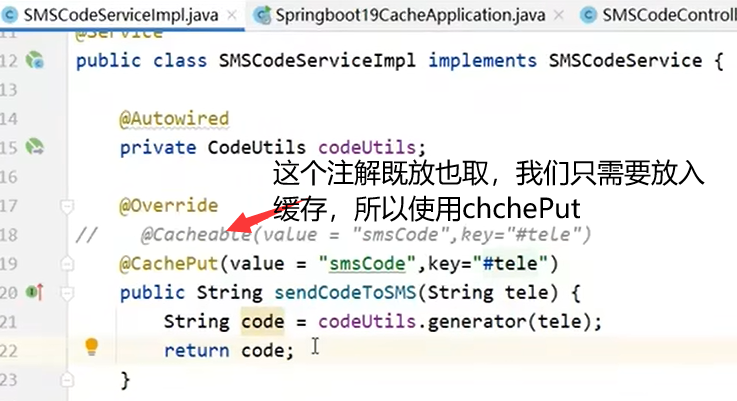 SMSCodeServiceImpl.java × Springboot19CacheApplication.java × SMSCodeControll
@Service
12 public class SMSCodeServiceImpl implements SMSCodeService {
13
14 @Autowired
15 private CodeUtils codeUtils;
16 这个注解既放也取，我们只需要放入
17 @Override 缓存，所以使用chchePut
18 // @Cacheable(value = "smsCode",key="#tele")
19 @CachePut(value = "smsCode",key="#tele")
20 public String sendCodeToSMS(String tele) {
21 String code = codeUtils.generator(tele);
22 return code;
23 }